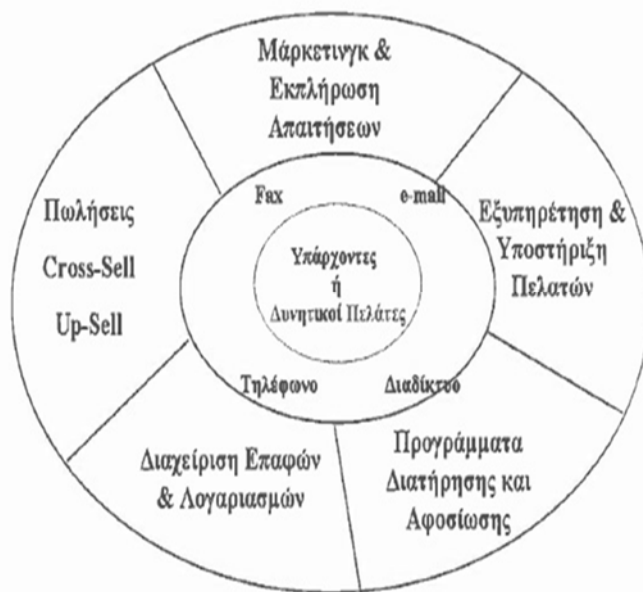 Μάρκετινγκ &
Εκπλήρωση
Απαιτήσεων
Πωλήσεις
Cross-Sell
Up-Sell
Fax
e-mail
Εξυπηρέτηση &
Υποστήριξη
Πελατών
Υπάρχοντες
ή
Δυνητικοί Πελάτες
Τηλέφωνο
Διαδίκτυο
Διαχείριση Επαφών
& Λογαριασμών
Προγράμματα
Διατήρησης και
Αφοσίωσης